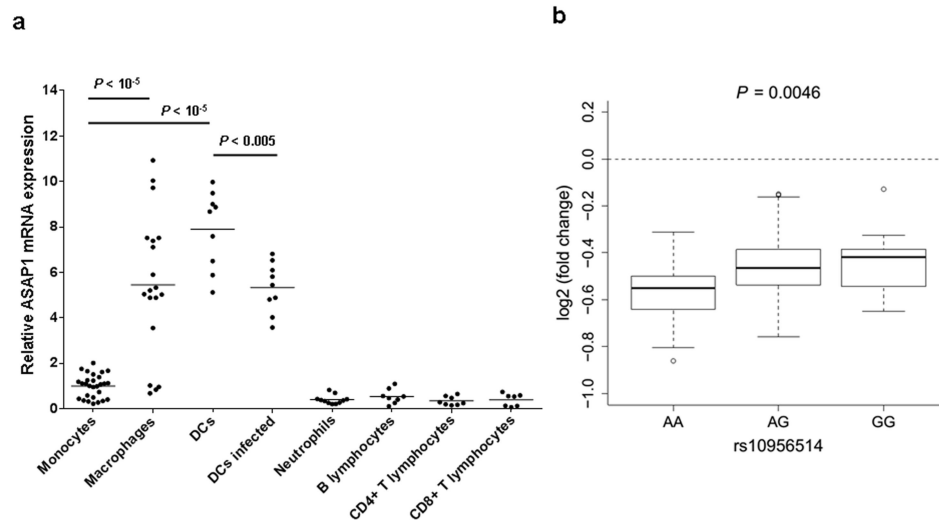 a
b
Relative ASAP1 mRNA expression
14
12
10
8
6
4
2
0
P < 10-5
P < 10-5
P < 0.005
Monocytes
Macrophages
DCs
DCs infected
Neutrophils
B lymphocytes
CD4+ T lymphocytes
CD8+ T lymphocytes
P = 0.0046
log2 (fold change)
0.2
0.0
−0.2
−0.4
−0.6
−0.8
−1.0
AA
AG
GG
rs10956514